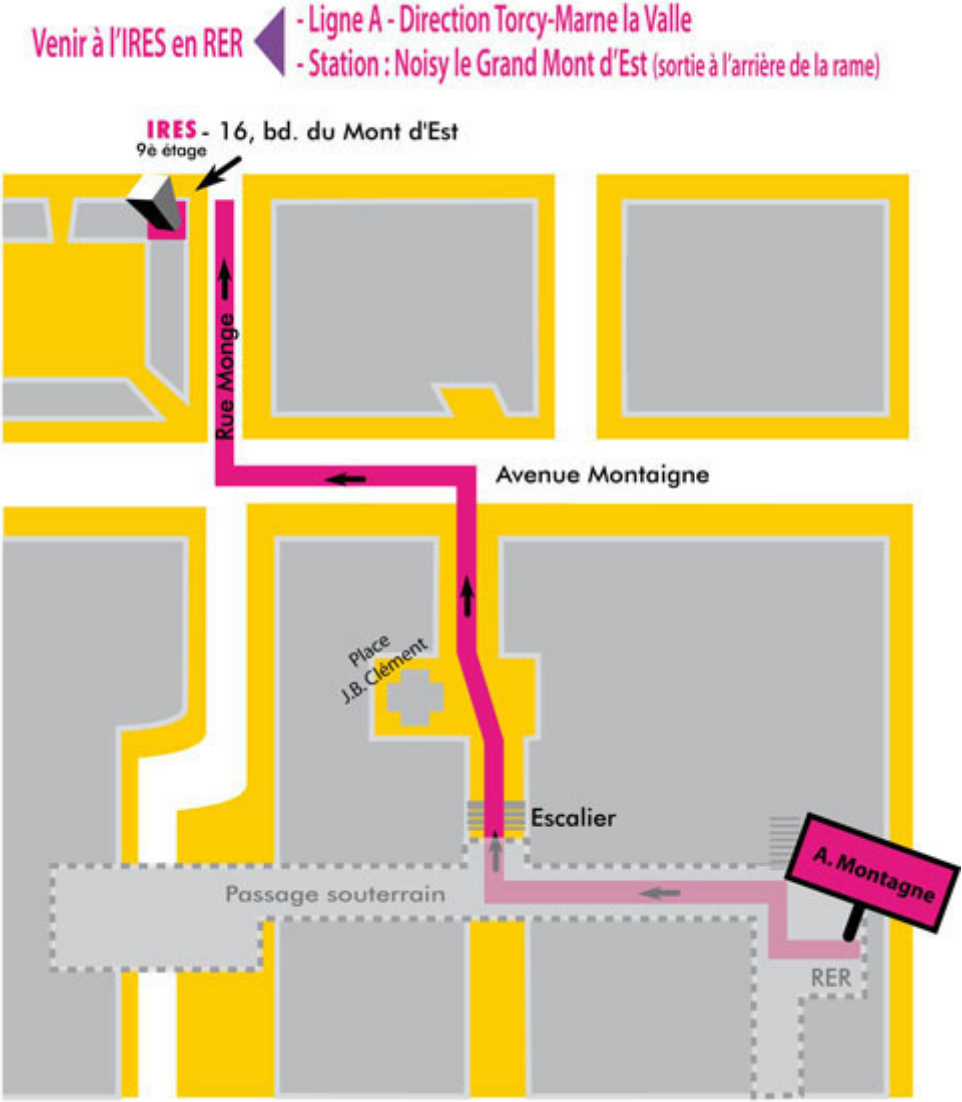 Venir à l'IRES en RER
- Ligne A - Direction Torcy-Marne la Valle
- Station : Noisy le Grand Mont d'Est (sortie à l'arrière de la rame)
IRES - 16, bd. du Mont d'Est
9è étage
Rue Monge
Avenue Montaigne
Place
J.B. Clément
Escalier
A. Montagne
Passage souterrain
RER